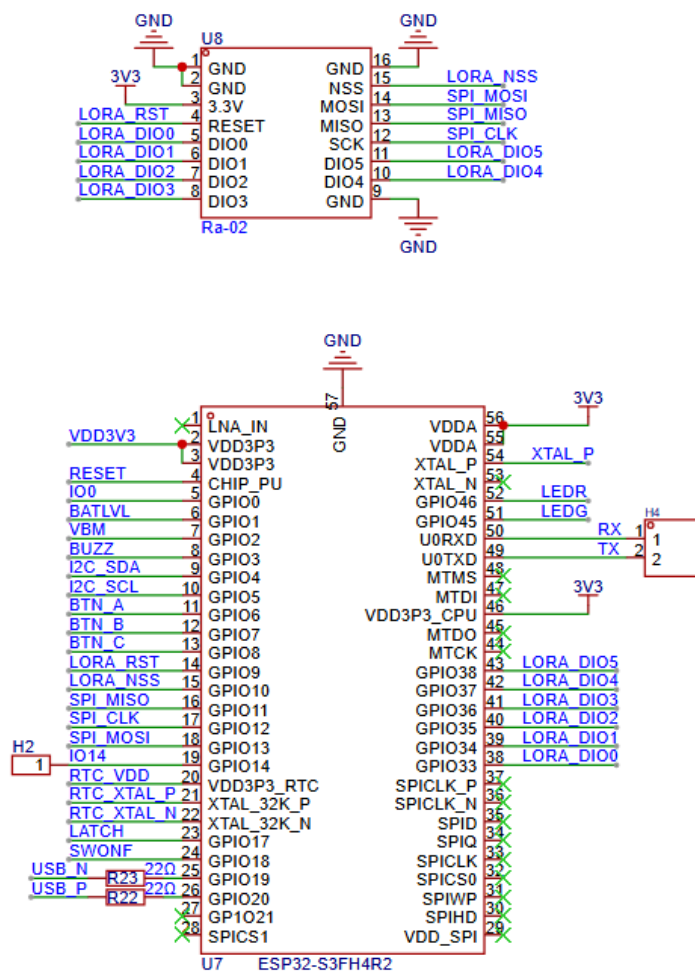 GND GND
U8
1 GND GND 16
2 GND NSS 15 LORA_NSS
3V3 3 3.3V MOSI 14 SPI_MOSI
LORA_RST 4 RESET MISO 13 SPI_MISO
LORA_DIO0 5 DIO0 SCK 12 SPI_CLK
LORA_DIO1 6 DIO1 DIO5 11 LORA_DIO5
LORA_DIO2 7 DIO2 DIO4 10 LORA_DIO4
LORA_DIO3 8 DIO3 GND 9
Ra-02
GND
GND
57 GND
1 LNA_IN VDDA 56 3V3
VDD3V3 2 VDD3P3 VDDA 55
3 VDD3P3 XTAL_P 54 XTAL_P
RESET 4 CHIP_PU XTAL_N 53
IO0 5 GPIO0 GPIO46 52 LEDR
BATLVL 6 GPIO1 GPIO45 51 LEDG
VBM 7 GPIO2 U0RXD 50 RX 1 1
BUZZ 8 GPIO3 U0TXD 49 TX 2 2
H4
I2C_SDA 9 GPIO4 MTMS 48
I2C_SCL 10 GPIO5 MTDI 47
BTN_A 11 GPIO6 VDD3P3_CPU 46 3V3
BTN_B 12 GPIO7 MTDO 45
BTN_C 13 GPIO8 MTCK 44
LORA_RST 14 GPIO9 GPIO38 43 LORA_DIO5
LORA_NSS 15 GPIO10 GPIO37 42 LORA_DIO4
SPI_MISO 16 GPIO11 GPIO36 41 LORA_DIO3
SPI_CLK 17 GPIO12 GPIO35 40 LORA_DIO2
SPI_MOSI 18 GPIO13 GPIO34 39 LORA_DIO1
H2 1 IO14 19 GPIO14 GPIO33 38 LORA_DIO0
RTC_VDD 20 VDD3P3_RTC SPICLK_P 37
RTC_XTAL_P 21 XTAL_32K_P SPICLK_N 36
RTC_XTAL_N 22 XTAL_32K_N SPID 35
LATCH 23 GPIO17 SPIQ 34
SWONF 24 GPIO18 SPICLK 33
USB_N R23 22Ω 25 GPIO19 SPICS0 32
USB_P R22 22Ω 26 GPIO20 SPIWP 31
27 GP1O21 SPIHD 30
28 SPICS1 VDD_SPI 29
U7 ESP32-S3FH4R2